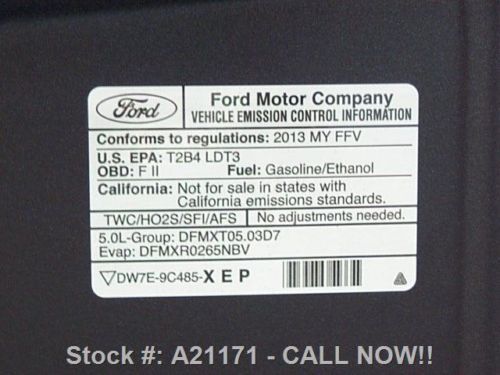 Ford
Ford Motor Company
VEHICLE EMISSION CONTROL INFORMATION
Conforms to regulations: 2013 MY FFV
U.S. EPA: T2B4 LDT3
OBD: F II Fuel: Gasoline/Ethanol
California: Not for sale in states with
California emissions standards.
TWC/HO2S/SFI/AFS No adjustments needed.
5.0L-Group: DFMXT05.03D7
Evap: DFMXR0265NBV
DW7E-9C485-XEP
Stock #: A21171 - CALL NOW!!